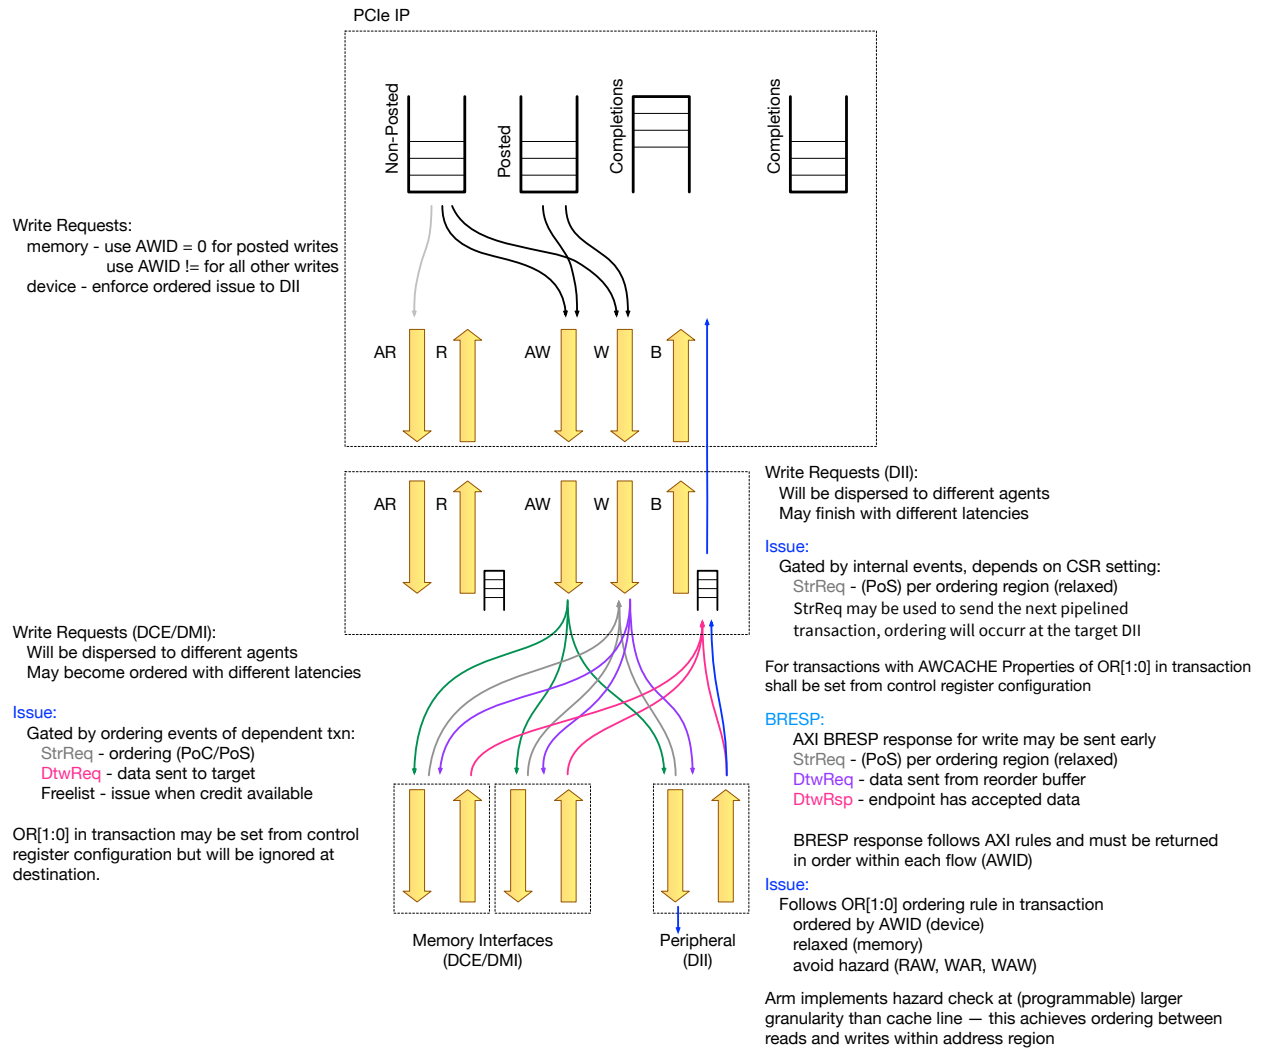 PCIe IP
Non-Posted
Posted
Completions
Completions
Write Requests:
memory - use AWID = 0 for posted writes
use AWID != for all other writes
device - enforce ordered issue to DII
AR
R
AW
W
B
AR
R
AW
W
B
Write Requests (DII):
Will be dispersed to different agents
May finish with different latencies
Issue:
Gated by internal events, depends on CSR setting:
StrReq - (PoS) per ordering region (relaxed)
StrReq may be used to send the next pipelined
transaction, ordering will occur at the target DII
For transactions with AWCACHE Properties of OR[1:0] in transaction
shall be set from control register configuration
BRESP:
AXI BRESP response for write may be sent early
StrReq - (PoS) per ordering region (relaxed)
DtwReq - data sent from reorder buffer
DtwRsp - endpoint has accepted data
BRESP response follows AXI rules and must be returned
in order within each flow (AWID)
Issue:
Follows OR[1:0] ordering rule in transaction
ordered by AWID (device)
relaxed (memory)
avoid hazard (RAW, WAR, WAW)
Arm implements hazard check at (programmable) larger
granularity than cache line — this achieves ordering between
reads and writes within address region
Write Requests (DCE/DMI):
Will be dispersed to different agents
May become ordered with different latencies
Issue:
Gated by ordering events of dependent txn:
StrReq - ordering (PoC/PoS)
DtwReq - data sent to target
Freelist - issue when credit available
OR[1:0] in transaction may be set from control
register configuration but will be ignored at
destination.
Memory Interfaces
(DCE/DMI)
Peripheral
(DII)